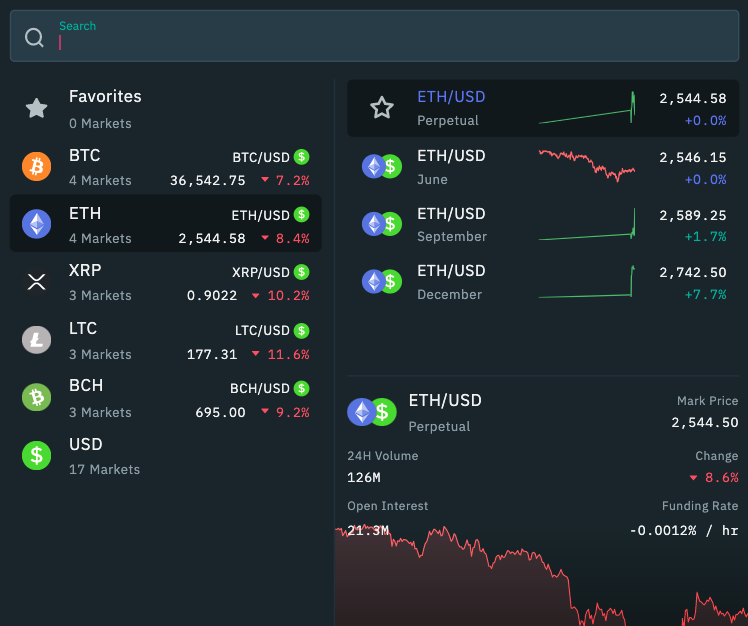 Search
Favorites
0 Markets
BTC
BTC/USD
4 Markets
36,542.75 7.2%
ETH
ETH/USD
4 Markets
2,544.58 8.4%
XRP
XRP/USD
3 Markets
0.9022 10.2%
LTC
LTC/USD
3 Markets
177.31 11.6%
BCH
BCH/USD
3 Markets
695.00 9.2%
USD
17 Markets
ETH/USD
2,544.58
Perpetual
+0.0%
ETH/USD
2,546.15
June
+0.0%
ETH/USD
2,589.25
September
+1.7%
ETH/USD
2,742.50
December
+7.7%
ETH/USD
Mark Price
Perpetual
2,544.50
24H Volume
Change
126M
8.6%
Open Interest
Funding Rate
21.3M
-0.0012% / hr